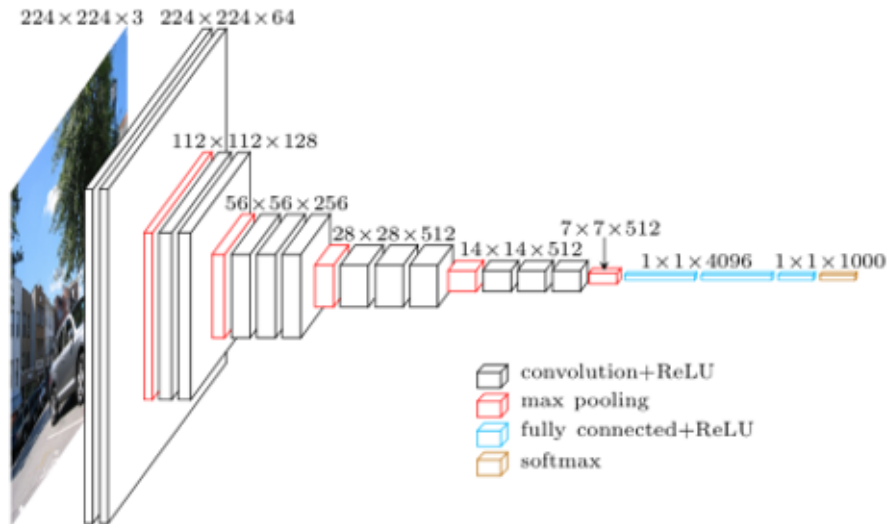 224×224×3
224×224×64
112×112×128
56×56×256
28×28×512
14×14×512
7×7×512
1×1×4096
1×1×1000
convolution+ReLU
max pooling
fully connected+ReLU
softmax